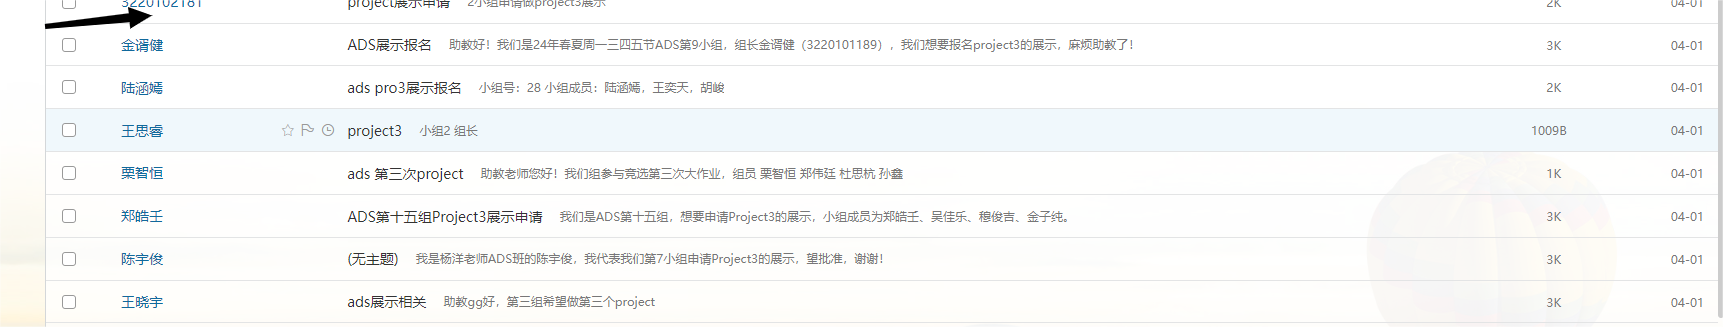 3220102181 project展示申请 2小组申请做project3展示 2K 04-01
金谞健 ADS展示报名 助教好！我们是24年春夏周一三四五节ADS第9小组，组长金谞健（3220101189），我们想要报名project3的展示，麻烦助教了！ 3K 04-01
陆涵嫣 ads pro3展示报名 小组号：28 小组成员：陆涵嫣，王奕天，胡峻 2K 04-01
王思睿 project3 小组2 组长 1009B 04-01
栗智恒 ads 第三次project 助教老师您好！我们组参与竞选第三次大作业，组员 栗智恒 郑伟廷 杜思杭 孙鑫 1K 04-01
郑皓壬 ADS第十五组Project3展示申请 我们是ADS第十五组，想要申请Project3的展示，小组成员为郑皓壬、吴佳乐、穆俊吉、金子纯。 3K 04-01
陈宇俊 (无主题) 我是杨洋老师ADS班的陈宇俊，我代表我们第7小组申请Project3的展示，望批准，谢谢！ 3K 04-01
王晓宇 ads展示相关 助教gg好，第三组希望做第三个project 3K 04-01